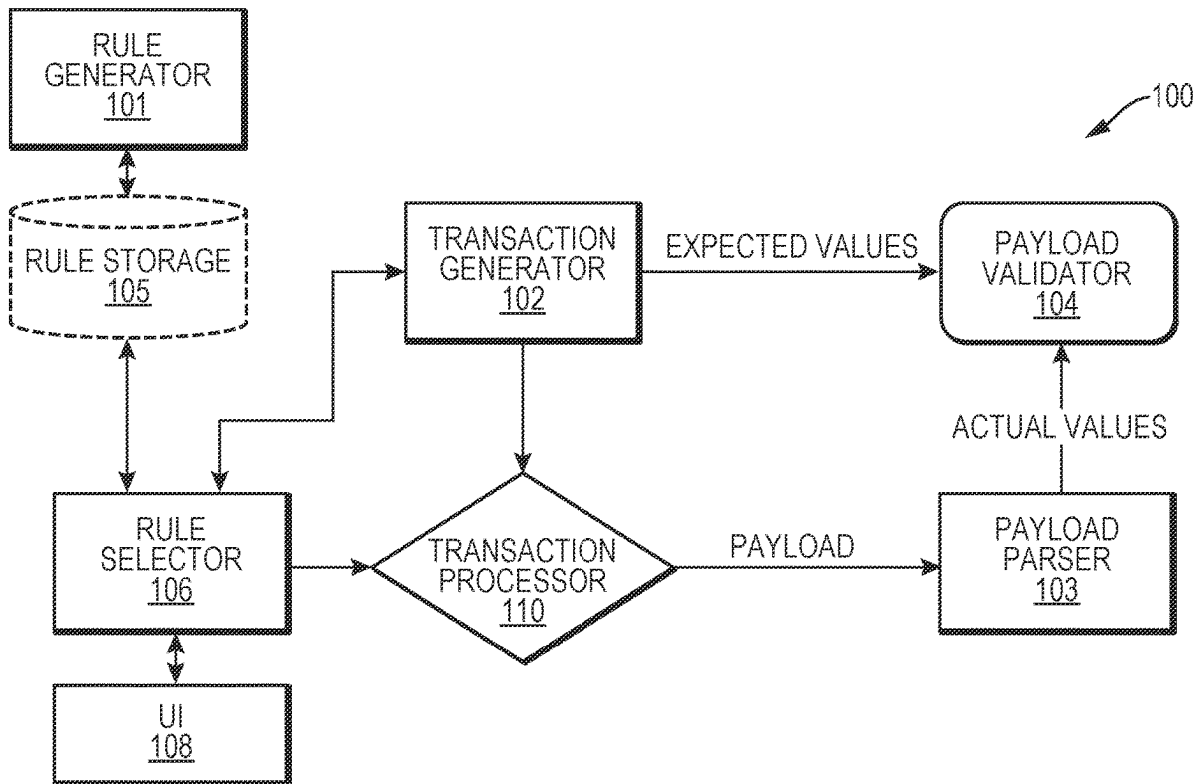 RULE
GENERATOR
101
100
RULE STORAGE
105
TRANSACTION
GENERATOR
102
EXPECTED VALUES
PAYLOAD
VALIDATOR
104
ACTUAL VALUES
RULE
SELECTOR
106
TRANSACTION
PROCESSOR
110
PAYLOAD
PAYLOAD
PARSER
103
UI
108